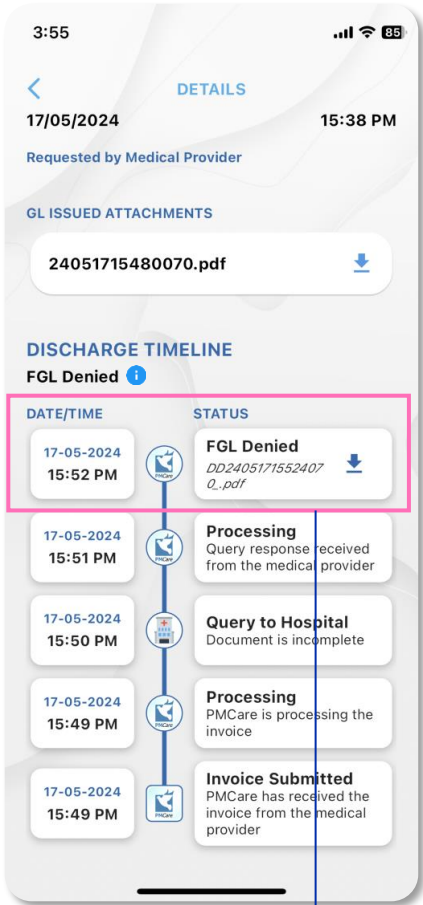 3:55
85
DETAILS
17/05/2024 15:38 PM
Requested by Medical Provider
GL ISSUED ATTACHMENTS
24051715480070.pdf
DISCHARGE TIMELINE
FGL Denied i
DATE/TIME STATUS
17-05-2024
15:52 PM
PMCare
FGL Denied
DD2405171552407
0_.pdf
17-05-2024
15:51 PM
PMCare
Processing
Query response received
from the medical provider
17-05-2024
15:50 PM
Query to Hospital
Document is incomplete
17-05-2024
15:49 PM
PMCare
Processing
PMCare is processing the
invoice
17-05-2024
15:49 PM
PMCare
Invoice Submitted
PMCare has received the
invoice from the medical
provider